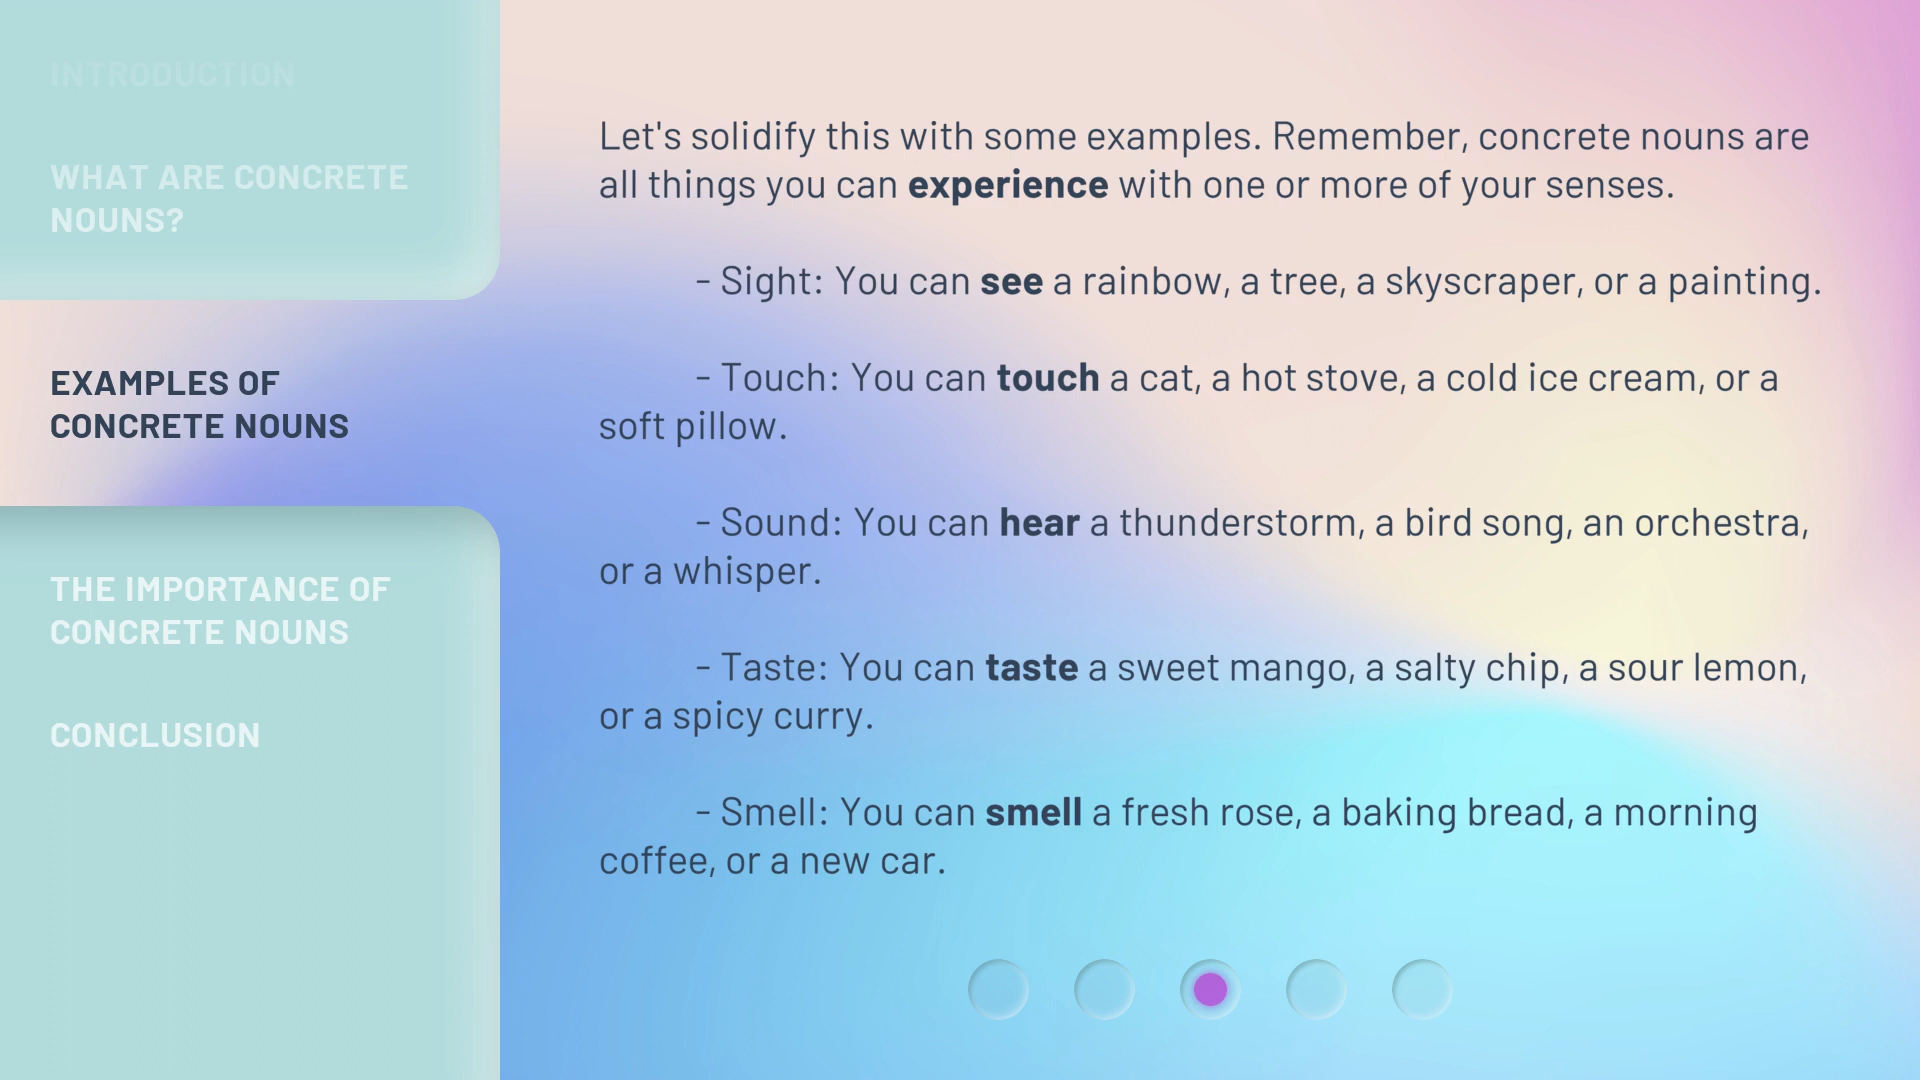 INTRODUCTION
WHAT ARE CONCRETE
NOUNS?
EXAMPLES OF
CONCRETE NOUNS
THE IMPORTANCE OF
CONCRETE NOUNS
CONCLUSION
Let's solidify this with some examples. Remember, concrete nouns are
all things you can experience with one or more of your senses.
- Sight: You can see a rainbow, a tree, a skyscraper, or a painting.
- Touch: You can touch a cat, a hot stove, a cold ice cream, or a
soft pillow.
- Sound: You can hear a thunderstorm, a bird song, an orchestra,
or a whisper.
- Taste: You can taste a sweet mango, a salty chip, a sour lemon,
or a spicy curry.
- Smell: You can smell a fresh rose, a baking bread, a morning
coffee, or a new car.